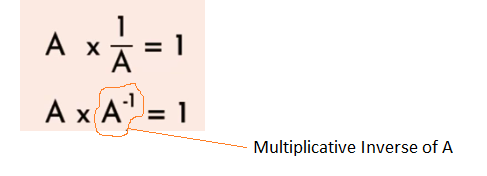 A x 1/A = 1
A x A⁻¹ = 1
Multiplicative Inverse of A